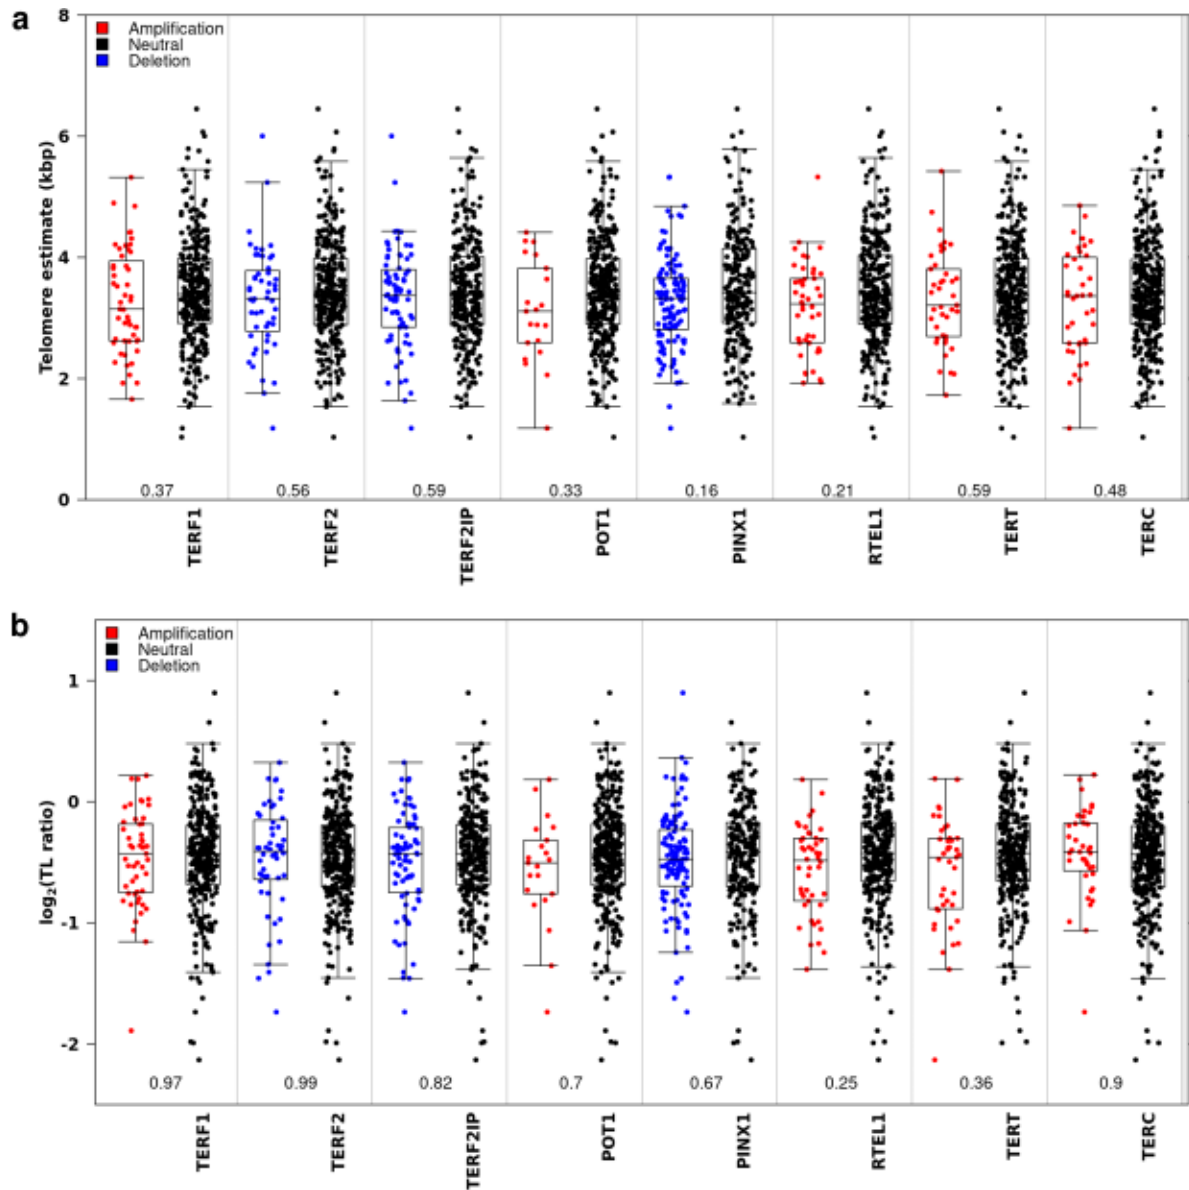 a
Amplification
Neutral
Deletion
Telomere estimate (kbp)
8
6
4
2
0
0.37 0.56 0.59 0.33 0.16 0.21 0.59 0.48
TERF1 TERF2 TERF2IP POT1 PINX1 RTEL1 TERT TERC
b
Amplification
Neutral
Deletion
log2(TL ratio)
1
0
-1
-2
0.97 0.99 0.82 0.7 0.67 0.25 0.36 0.9
TERF1 TERF2 TERF2IP POT1 PINX1 RTEL1 TERT TERC